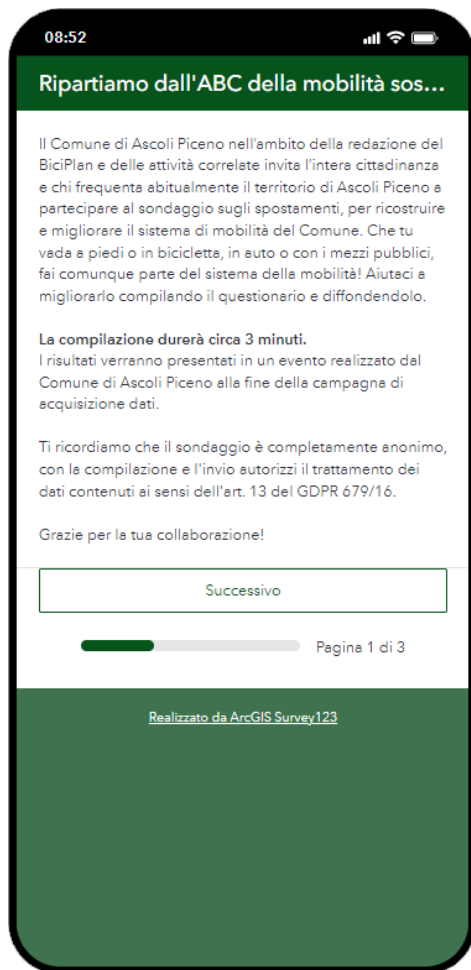 08:52
Ripartiamo dall'ABC della mobilità sos...
Il Comune di Ascoli Piceno nell'ambito della redazione del
BiciPlan e delle attività correlate invita l'intera cittadinanza
e chi frequenta abitualmente il territorio di Ascoli Piceno a
partecipare al sondaggio sugli spostamenti, per ricostruire
e migliorare il sistema di mobilità del Comune. Che tu
vada a piedi o in bicicletta, in auto o con i mezzi pubblici,
fai comunque parte del sistema della mobilità! Aiutaci a
migliorarlo compilando il questionario e diffondendolo.
La compilazione durerà circa 3 minuti.
I risultati verranno presentati in un evento realizzato dal
Comune di Ascoli Piceno alla fine della campagna di
acquisizione dati.
Ti ricordiamo che il sondaggio è completamente anonimo,
con la compilazione e l'invio autorizzi il trattamento dei
dati contenuti ai sensi dell'art. 13 del GDPR 679/16.
Grazie per la tua collaborazione!
Successivo
Pagina 1 di 3
Realizzato da ArcGIS Survey123